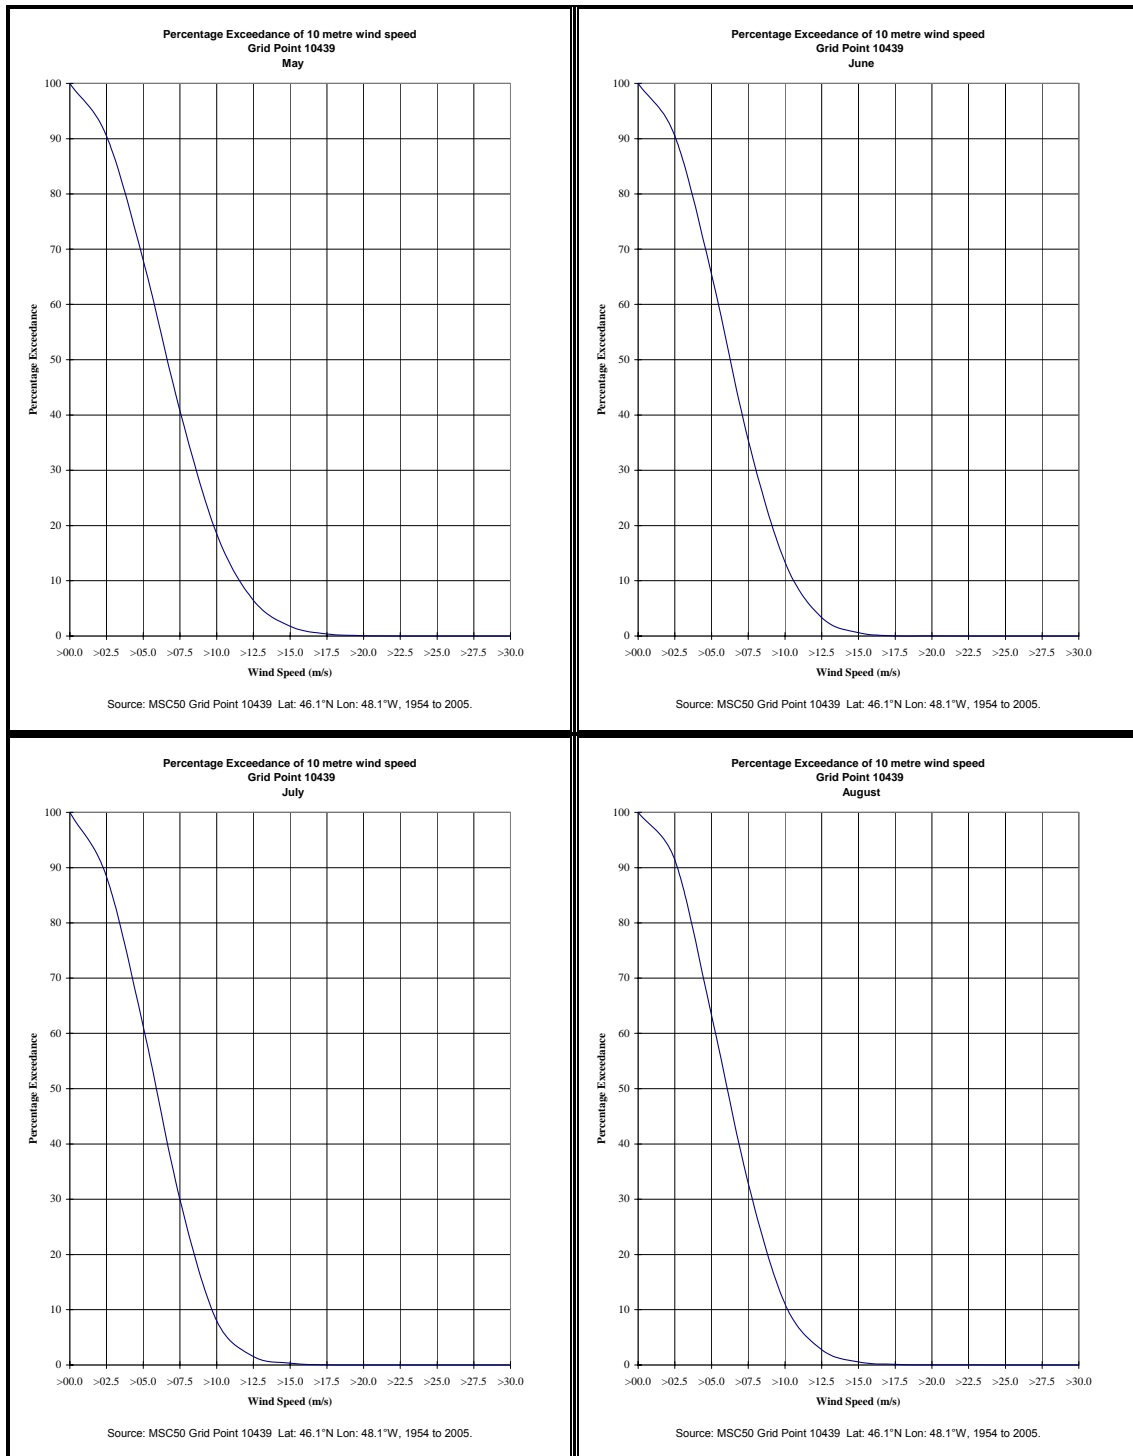 Percentage Exceedance of 10 metre wind speed
Grid Point 10439
May
100
90
80
70
60
50
40
30
20
10
0
Percentage Exceedance
>00.0 >02.5 >05.0 >07.5 >10.0 >12.5 >15.0 >17.5 >20.0 >22.5 >25.0 >27.5 >30.0
Wind Speed (m/s)
Source: MSC50 Grid Point 10439 Lat: 46.1°N Lon: 48.1°W, 1954 to 2005.
Percentage Exceedance of 10 metre wind speed
Grid Point 10439
June
100
90
80
70
60
50
40
30
20
10
0
Percentage Exceedance
>00.0 >02.5 >05.0 >07.5 >10.0 >12.5 >15.0 >17.5 >20.0 >22.5 >25.0 >27.5 >30.0
Wind Speed (m/s)
Source: MSC50 Grid Point 10439 Lat: 46.1°N Lon: 48.1°W, 1954 to 2005.
Percentage Exceedance of 10 metre wind speed
Grid Point 10439
July
100
90
80
70
60
50
40
30
20
10
0
Percentage Exceedance
>00.0 >02.5 >05.0 >07.5 >10.0 >12.5 >15.0 >17.5 >20.0 >22.5 >25.0 >27.5 >30.0
Wind Speed (m/s)
Source: MSC50 Grid Point 10439 Lat: 46.1°N Lon: 48.1°W, 1954 to 2005.
Percentage Exceedance of 10 metre wind speed
Grid Point 10439
August
100
90
80
70
60
50
40
30
20
10
0
Percentage Exceedance
>00.0 >02.5 >05.0 >07.5 >10.0 >12.5 >15.0 >17.5 >20.0 >22.5 >25.0 >27.5 >30.0
Wind Speed (m/s)
Source: MSC50 Grid Point 10439 Lat: 46.1°N Lon: 48.1°W, 1954 to 2005.